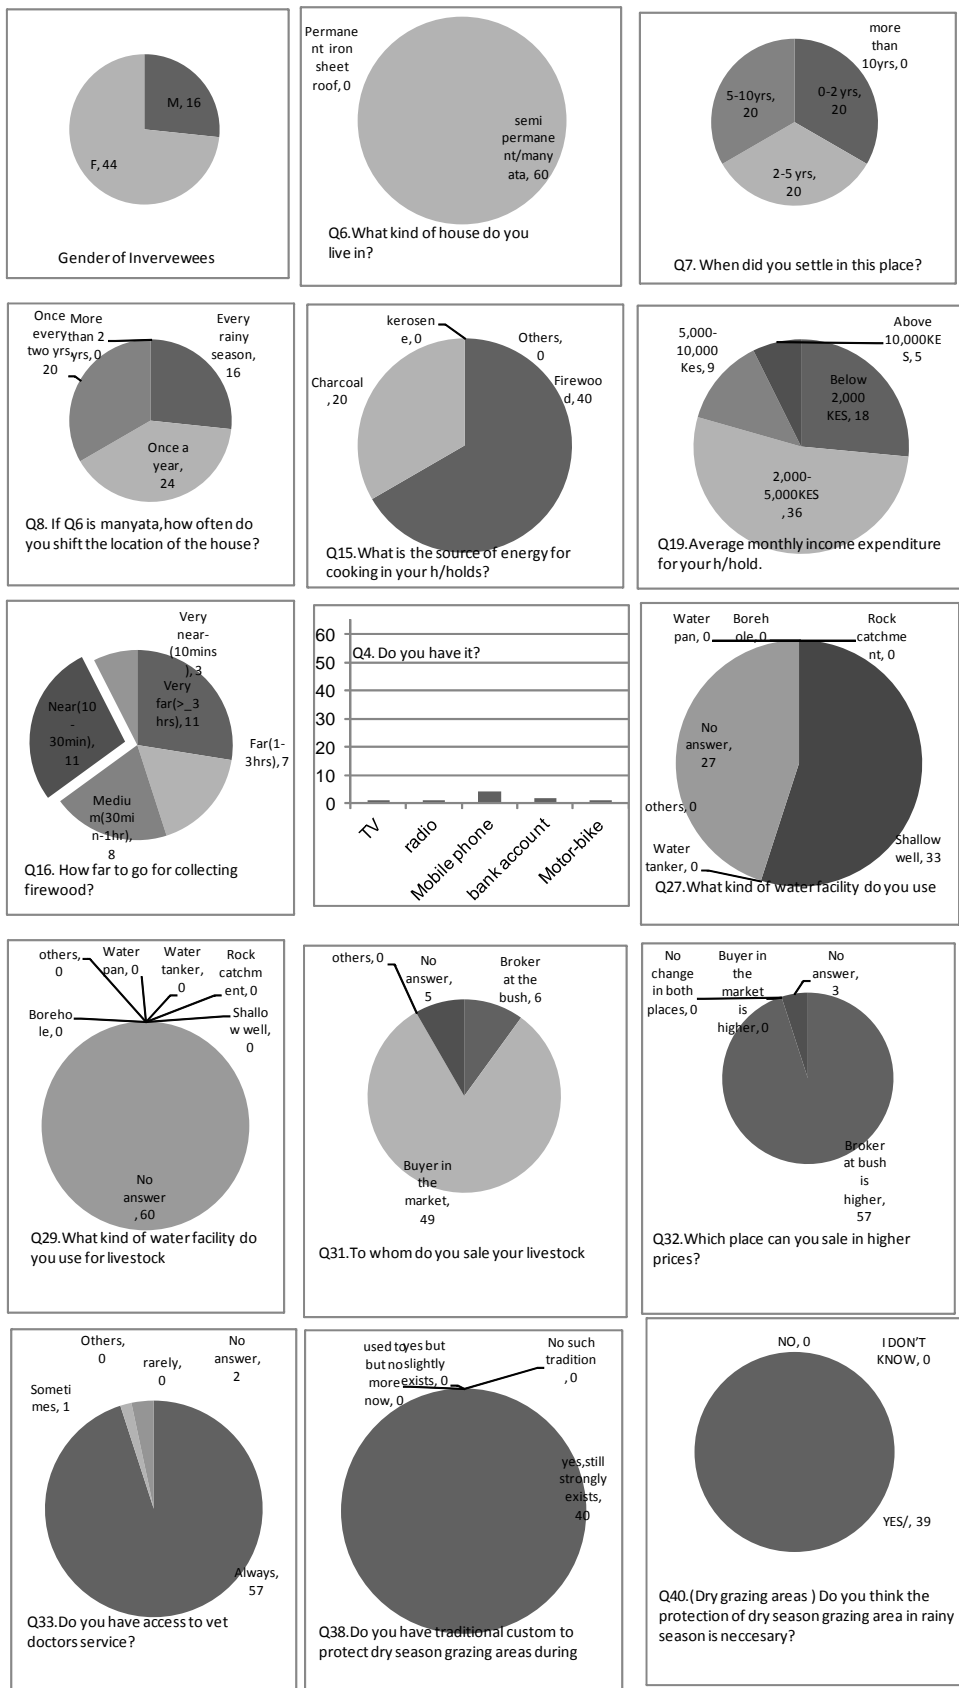 M, 16
F, 44
Gender of Invervewees
Permane
nt iron
sheet
roof, 0
semi
permane
nt/many
ata, 60
Q6.What kind of house do you
live in?
more
than
10yrs, 0
5-10yrs,
20
0-2 yrs,
20
2-5 yrs,
20
Q7. When did you settle in this place?
Once
every
two yrs,
20
More
than 2
yrs, 0
Every
rainy
season,
16
Once a
year,
24
Q8. If Q6 is manyata,how often do
you shift the location of the house?
kerosen
e, 0
Others,
0
Charcoal
, 20
Firewoo
d, 40
Q15.What is the source of energy for
cooking in your h/holds?
5,000-
10,000
Kes, 9
Above
10,000KE
S, 5
Below
2,000
KES, 18
2,000-
5,000KES
, 36
Q19.Average monthly income expenditure
for your h/hold.
Very
near-
(10mins
), 3
Very
far(>_3
hrs), 11
Near(10
-
30min),
11
Far(1-
3hrs), 7
Mediu
m(30mi
n-1hr),
8
Q16. How far to go for collecting
firewood?
60
50
40
30
20
10
0
Q4. Do you have it?
TV
radio
Mobile phone
bank account
Motor-bike
Water
pan, 0
Boreh
ole, 0
Rock
catchme
nt, 0
No
answer,
27
others, 0
Water
tanker, 0
Shallow
well, 33
Q27.What kind of water facility do you use
others,
0
Water
pan, 0
Water
tanker,
0
Rock
catchm
ent, 0
Boreho
le, 0
Shallo
w well,
0
No
answer
, 60
Q29.What kind of water facility do
you use for livestock
others, 0
No
answer,
5
Broker
at the
bush, 6
Buyer in
the
market,
49
Q31.To whom do you sale your livestock
No
change
in both
places, 0
Buyer in
the
market
is
higher, 0
No
answer,
3
Broker
at bush
is
higher,
57
Q32.Which place can you sale in higher
prices?
Others,
0
rarely,
0
No
answer,
2
Someti
mes, 1
Always,
57
Q33.Do you have access to vet
doctors service?
used to
but no
more
now, 0
yes but
slightly
exists, 0
No such
tradition
, 0
yes,still
strongly
exists,
40
Q38.Do you have traditional custom to
protect dry season grazing areas during
NO, 0
I DON'T
KNOW, 0
YES/, 39
Q40.(Dry grazing areas ) Do you think the
protection of dry season grazing area in rainy
season is neccesary?